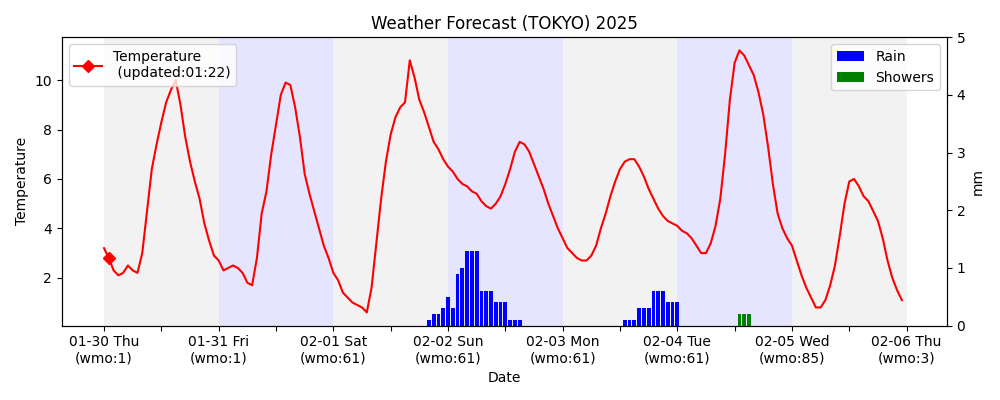 Weather Forecast (TOKYO) 2025
Temperature
(updated:01:22)
Rain
Showers
Temperature
10
8
6
4
2
5
4
3
2
1
0
mm
01-30 Thu
(wmo:1)
01-31 Fri
(wmo:1)
02-01 Sat
(wmo:61)
02-02 Sun
(wmo:61)
02-03 Mon
(wmo:61)
02-04 Tue
(wmo:61)
02-05 Wed
(wmo:85)
02-06 Thu
(wmo:3)
Date